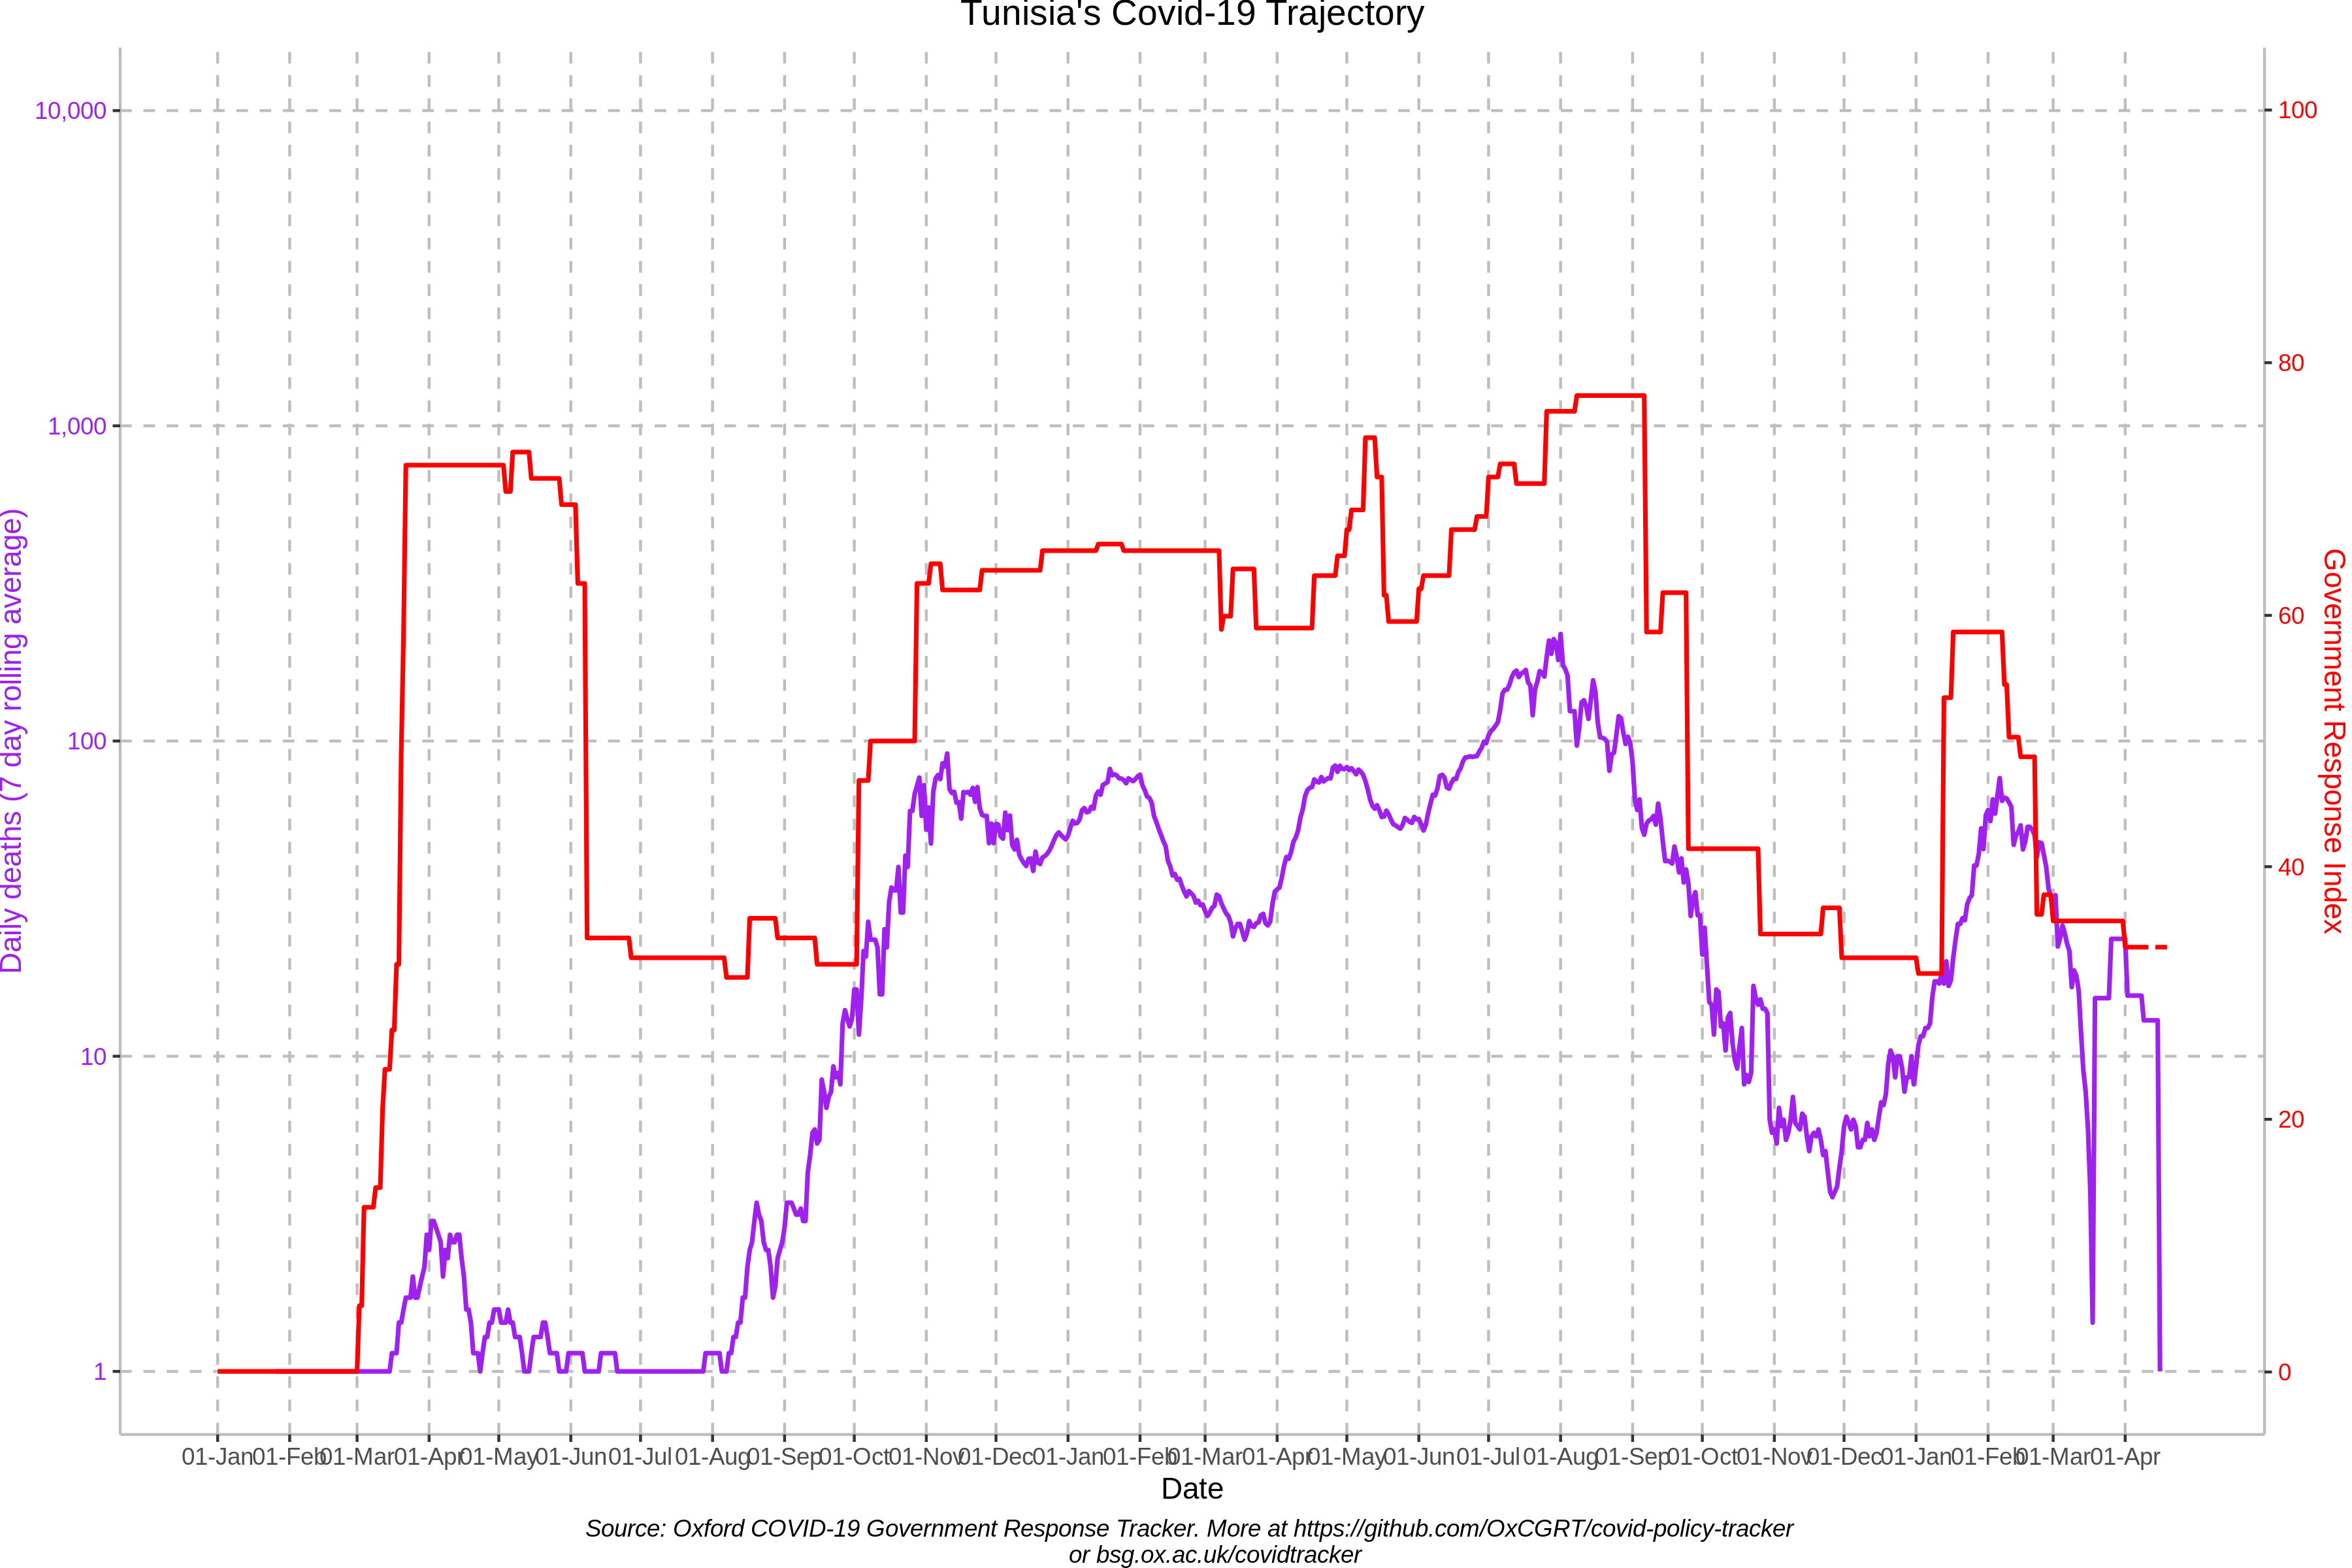 Tunisia's Covid-19 Trajectory
Daily deaths (7 day rolling average)
10,000
1,000
100
10
1
Government Response Index
100
80
60
40
20
0
01-Jan 01-Feb 01-Mar 01-Apr 01-May 01-Jun 01-Jul 01-Aug 01-Sep 01-Oct 01-Nov 01-Dec 01-Jan 01-Feb 01-Mar 01-Apr 01-May 01-Jun 01-Jul 01-Aug 01-Sep 01-Oct 01-Nov 01-Dec 01-Jan 01-Feb 01-Mar 01-Apr
Date
Source: Oxford COVID-19 Government Response Tracker. More at https://github.com/OxCGRT/covid-policy-tracker
or bsg.ox.ac.uk/covidtracker